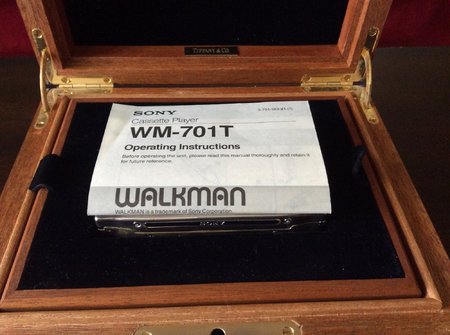 TIFFANY & CO.
SONY
Cassette Player
WM-701T
Operating Instructions
Before operating the unit, please read this manual thoroughly and retain it
for future reference.
WALKMAN
WALKMAN is a trademark of Sony Corporation.
SONY